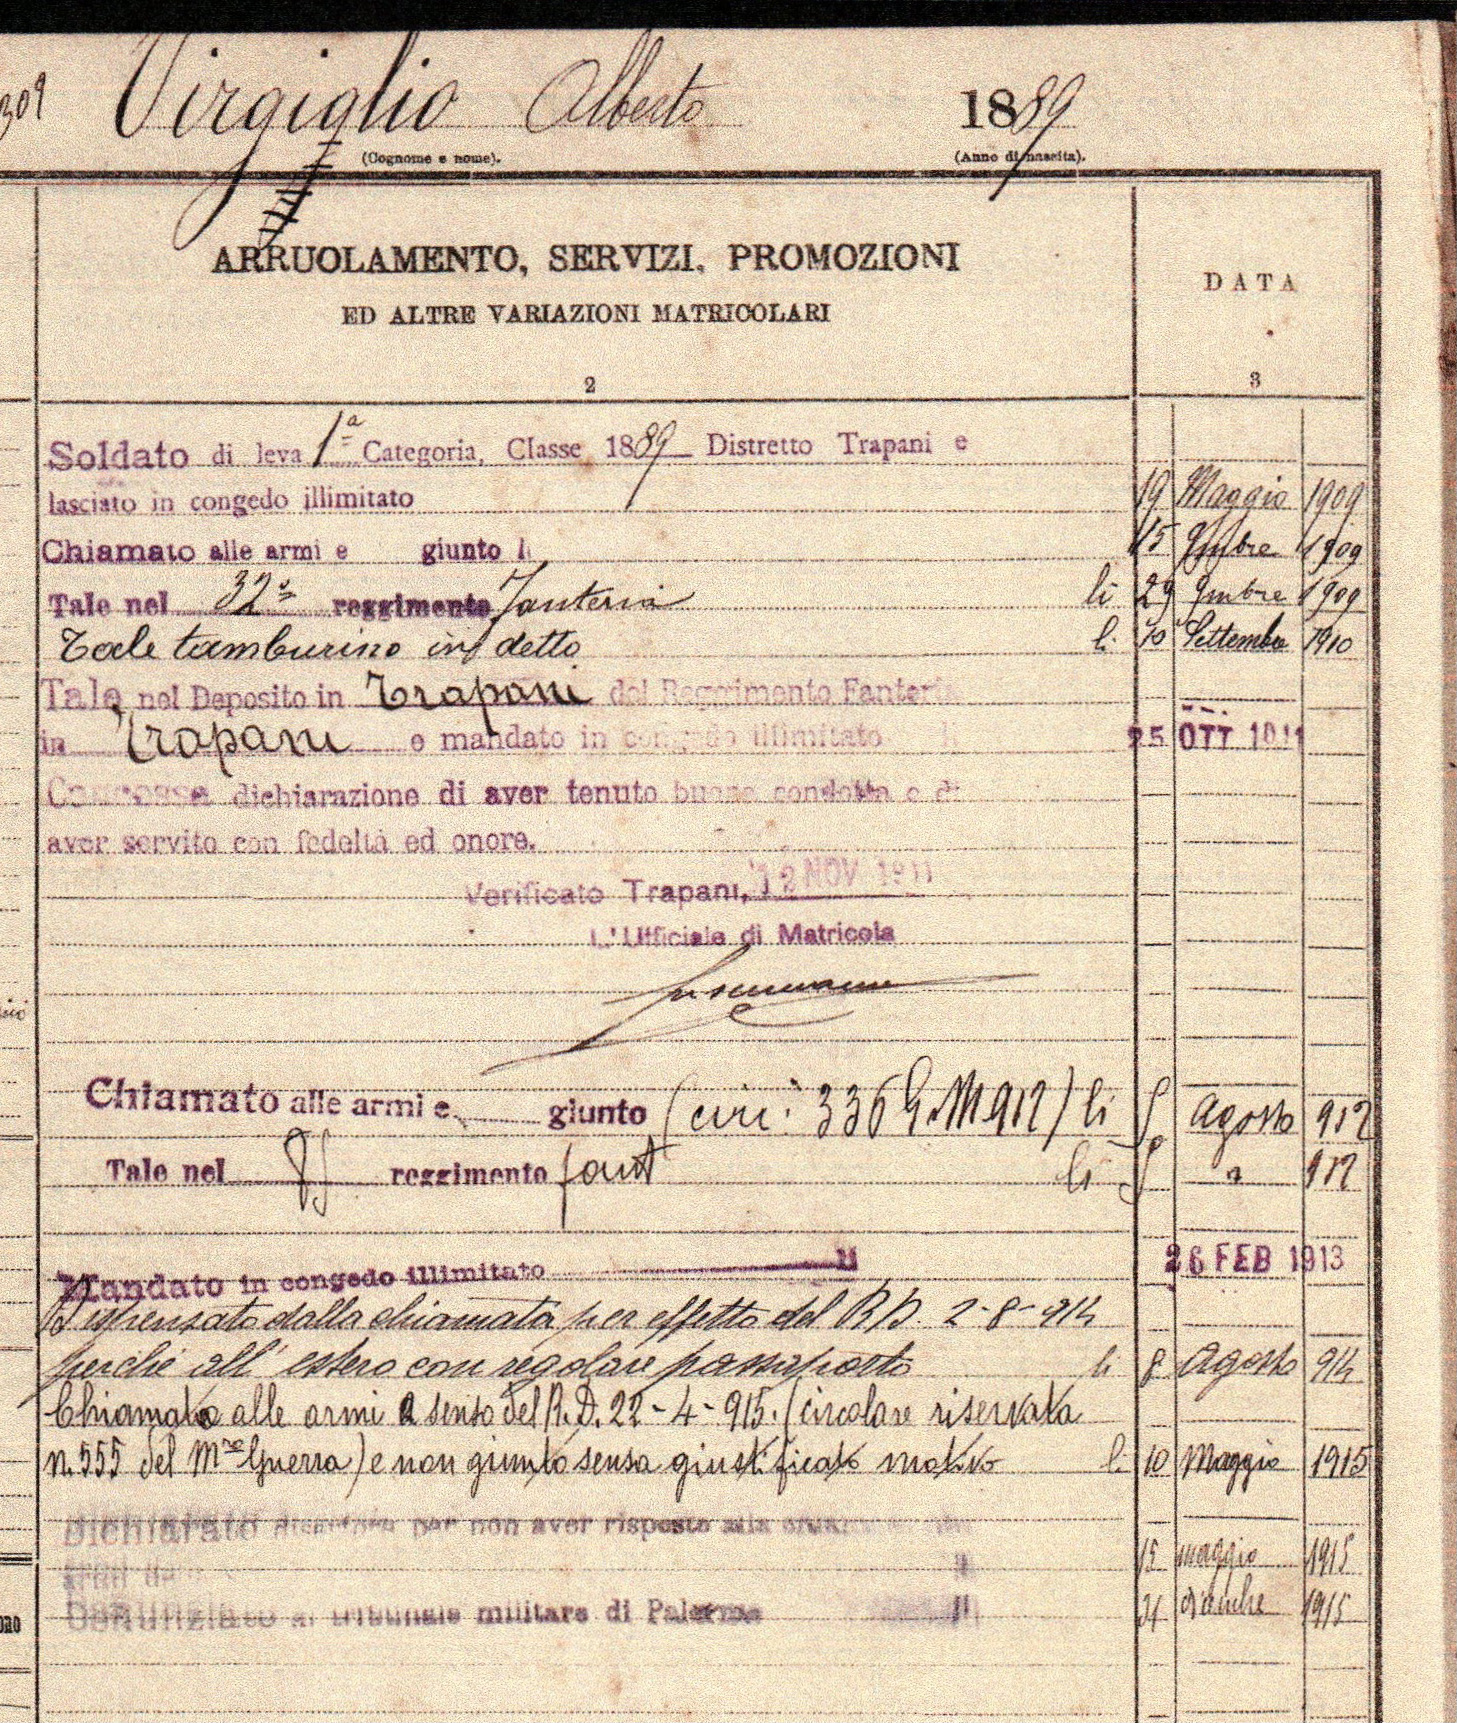 309 Virgiglio Alberto 1889
(Cognome e nome). (Anno di nascita).
ARRUOLAMENTO, SERVIZI, PROMOZIONI
ED ALTRE VARIAZIONI MATRICOLARI
DATA
2 3
Soldato di leva 1ª Categoria, Classe 1889 Distretto Trapani e
lasciato in congedo illimitato 19 Maggio 1909
Chiamato alle armi e giunto li 15 9mbre 1909
Tale nel 32º reggimento Fanteria li 29 9mbre 1909
Tale tamburino in detto li 10 Settembre 1910
Tale nel Deposito in Trapani del Reggimento Fanteria
in Trapani e mandato in congedo illimitato li 25 OTT 1911
Concessa dichiarazione di aver tenuto buona condotta e di
aver servito con fedeltà ed onore.
Verificato Trapani, 12 NOV 1911
L'Ufficiale di Matricola
Chiamato alle armi e giunto (circ: 336 G.M 912) li Agosto 912
Tale nel reggimento fant li " 912
Mandato in congedo illimitato li 26 FEB 1913
Dispensato dalla chiamata per effetto del R.D. 2-8-914
perché all'estero con regolare passaporto li 8 Agosto 914
Chiamato alle armi a senso del R.D. 22-4-915. (circolare riservata
n. 555 del Mro Guerra) e non giunto sensa giustificato motivo li 10 Maggio 1915
Dichiarato disertore per non aver risposto alla
armi li 15 maggio 1915
Denunziato al tribunale militare di Palermo li 31 Dicembre 1915